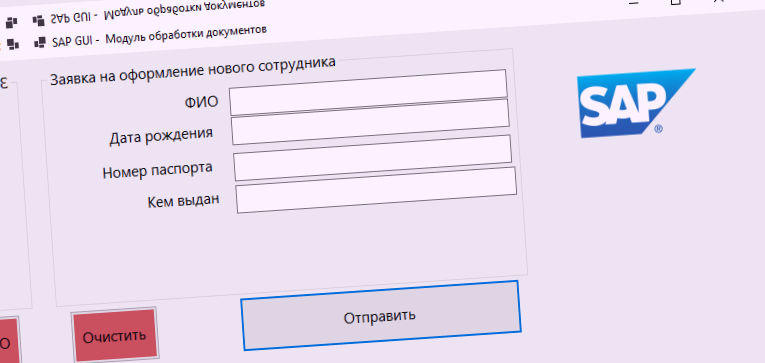 SAP GUI - Модуль обработки документов
SAP GUI - Модуль обработки документов
Заявка на оформление нового сотрудника
ФИО
Дата рождения
Номер паспорта
Кем выдан
SAP
®
Очистить
Отправить